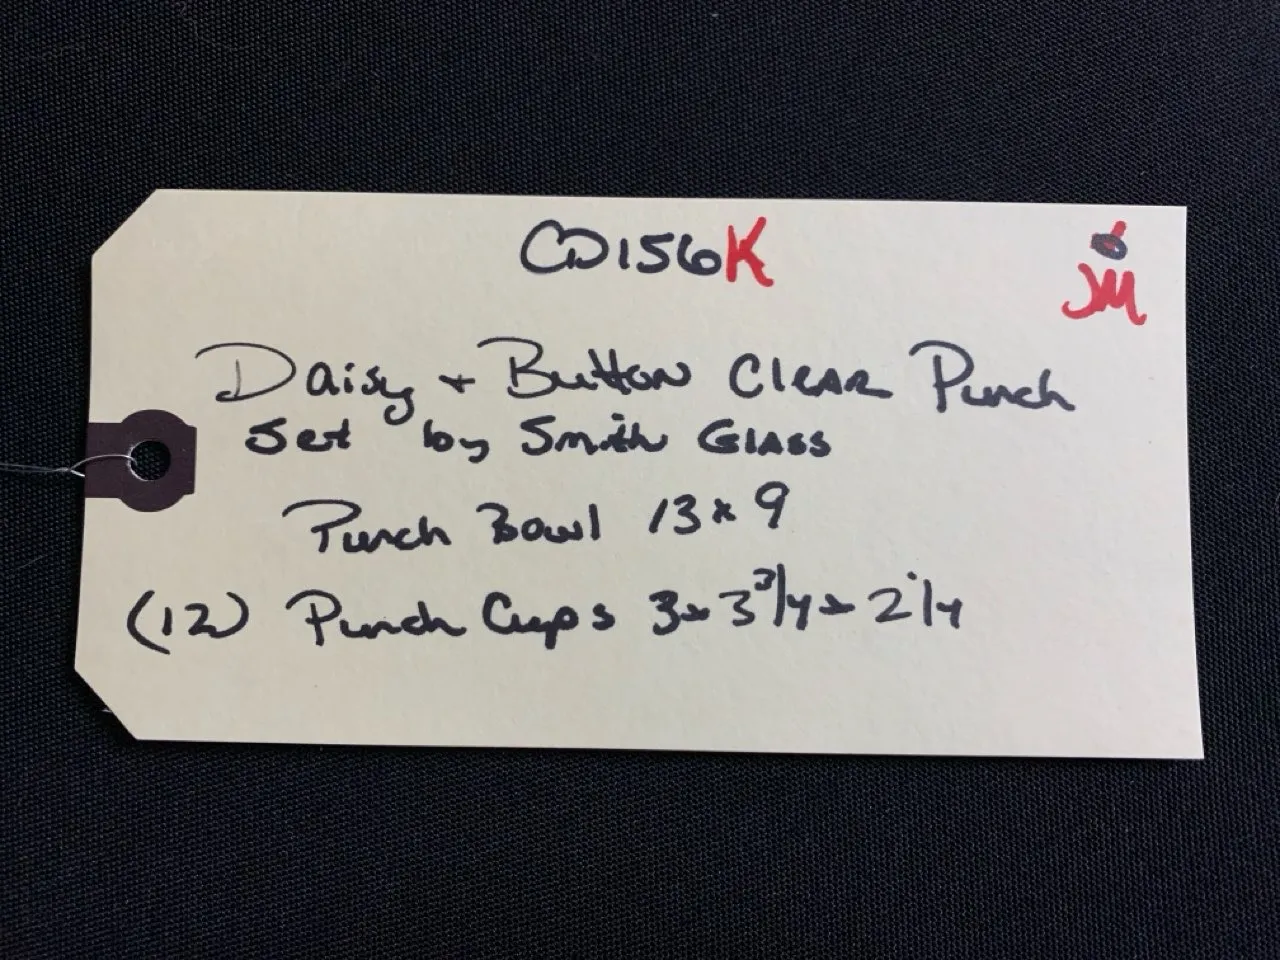 CD156K
JM
Daisy + Button Clear Punch
Set by Smith Glass
Punch Bowl 13 x 9
(12) Punch Cups 3 x 3 3/4 x 2 1/4